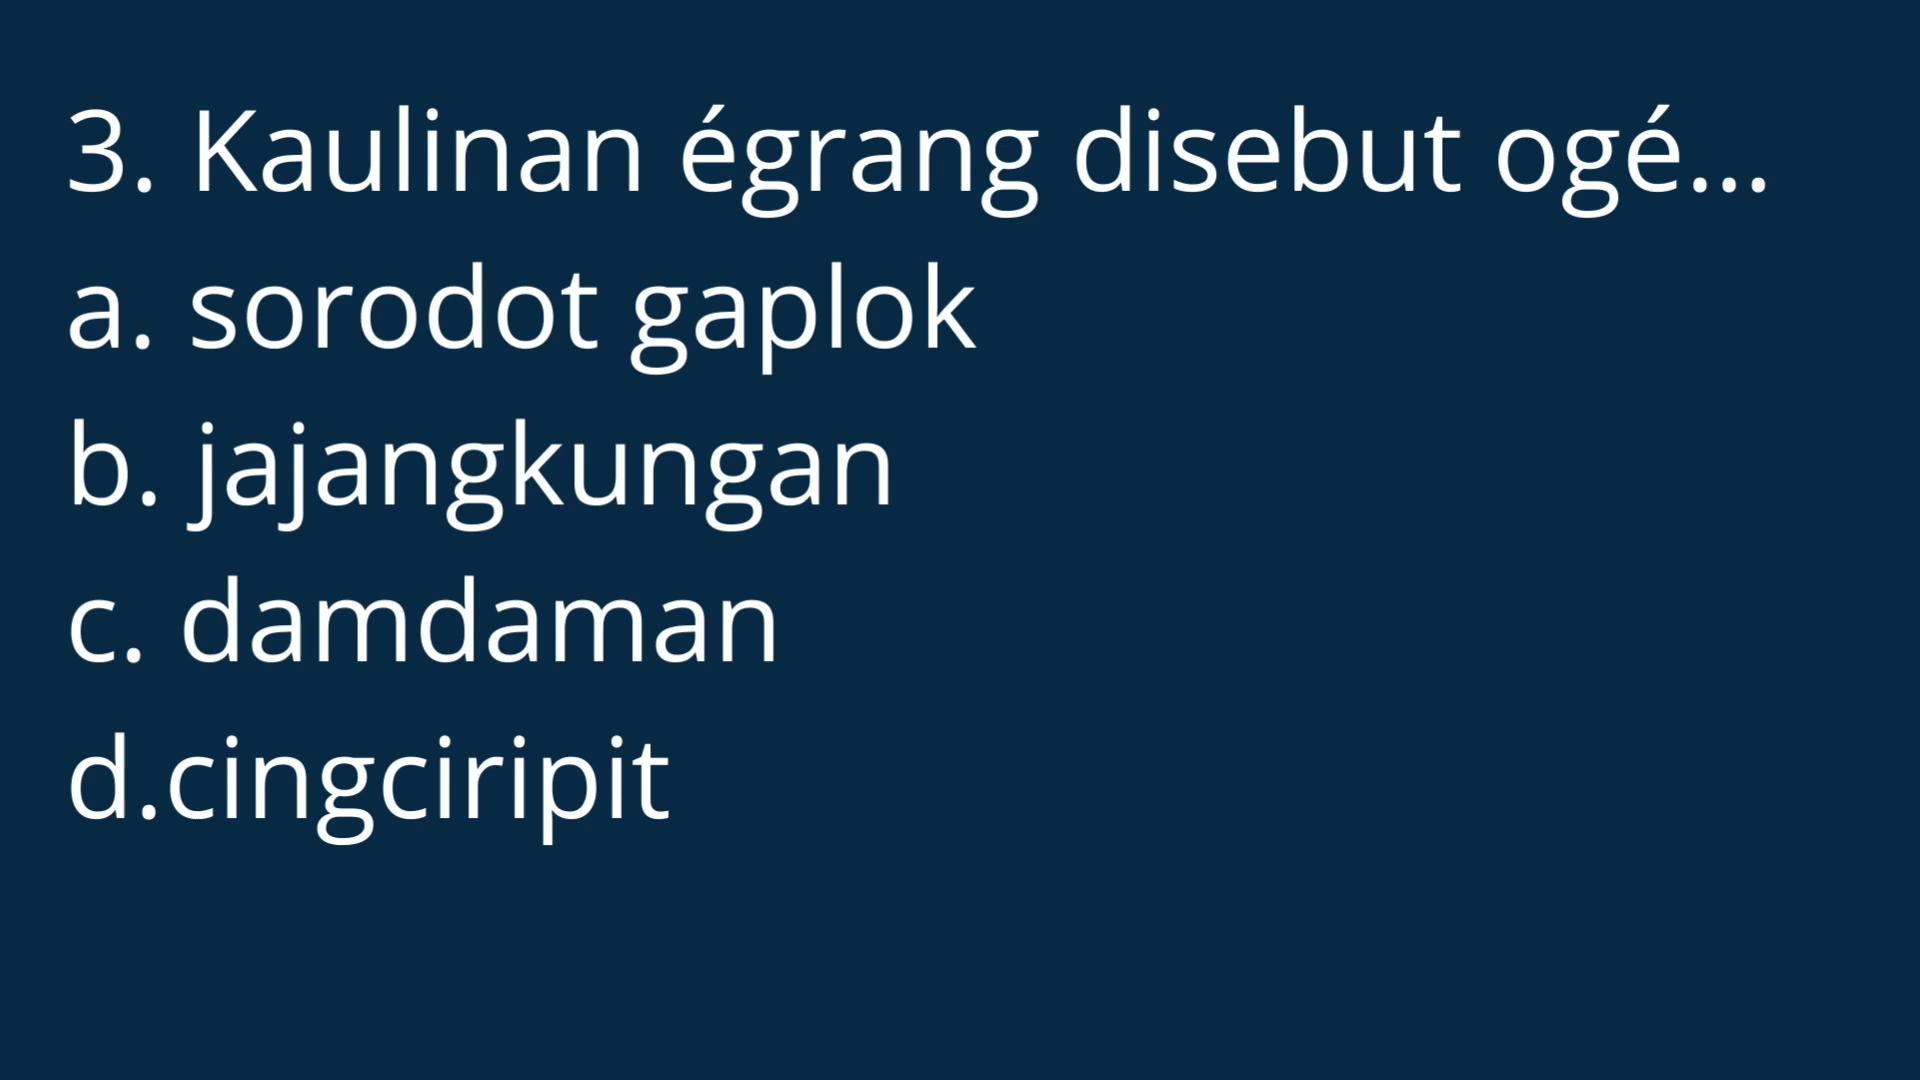 3. Kaulinan égrang disebut ogé...
a. sorodot gaplok
b. jajangkungan
c. damdaman
d.cingciripit